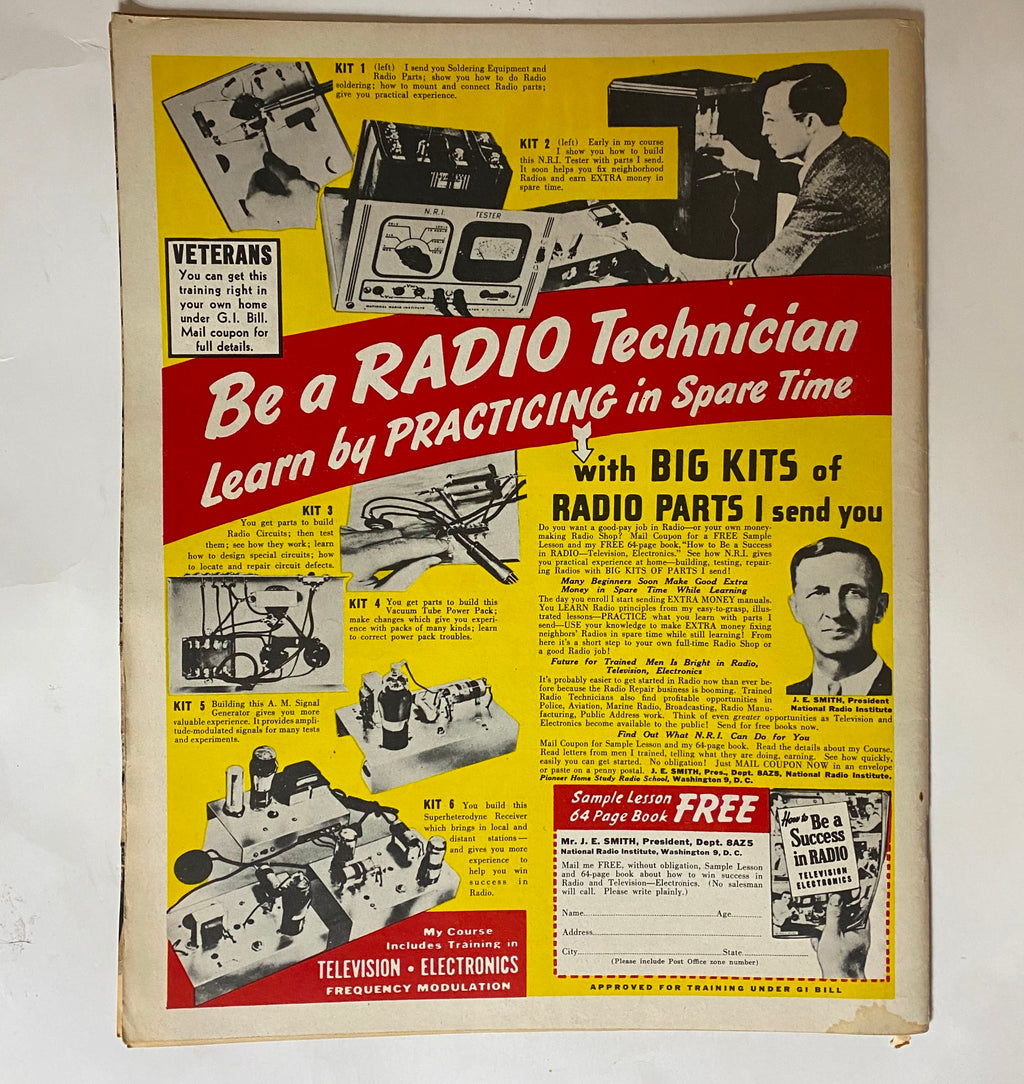 KIT 1 (left) I send you Soldering Equipment and
Radio Parts; show you how to do Radio
soldering; how to mount and connect Radio parts;
give you practical experience.
KIT 2 (left) Early in my course
I show you how to build
this N.R.I. Tester with parts I send.
It soon helps you fix neighborhood
Radios and earn EXTRA money in
spare time.
N.R.I. TESTER
NATIONAL RADIO INSTITUTE
VETERANS
You can get this
training right in
your own home
under G.I. Bill.
Mail coupon for
full details.
Be a RADIO Technician
Learn by PRACTICING in Spare Time
with BIG KITS of
RADIO PARTS I send you
KIT 3
You get parts to build
Radio Circuits; then test
them; see how they work; learn
how to design special circuits; how
to locate and repair circuit defects.
KIT 4 You get parts to build this
Vacuum Tube Power Pack;
make changes which give you experi-
ence with packs of many kinds; learn
to correct power pack troubles.
KIT 5 Building this A. M. Signal
Generator gives you more
valuable experience. It provides ampli-
tude-modulated signals for many tests
and experiments.
KIT 6 You build this
Superheterodyne Receiver
which brings in local and
distant stations—
and gives you more
experience to
help you win
success in
Radio.
My Course
Includes Training in
TELEVISION • ELECTRONICS
FREQUENCY MODULATION
Do you want a good-pay job in Radio—or your own money-
making Radio Shop? Mail Coupon for a FREE Sample
Lesson and my FREE 64-page book, "How to Be a Success
in RADIO—Television, Electronics." See how N.R.I. gives
you practical experience at home—building, testing, repair-
ing Radios with BIG KITS OF PARTS I send!
Many Beginners Soon Make Good Extra
Money in Spare Time While Learning
The day you enroll I start sending EXTRA MONEY manuals.
You LEARN Radio principles from my easy-to-grasp, illus-
trated lessons—PRACTICE what you learn with parts I
send—USE your knowledge to make EXTRA money fixing
neighbors' Radios in spare time while still learning! From
here it's a short step to your own full-time Radio Shop or
a good Radio job!
Future for Trained Men Is Bright in Radio,
Television, Electronics
It's probably easier to get started in Radio now than ever be-
fore because the Radio Repair business is booming. Trained
Radio Technicians also find profitable opportunities in
Police, Aviation, Marine Radio, Broadcasting, Radio Manu-
facturing, Public Address work. Think of even greater opportunities as Television and
Electronics become available to the public! Send for free books now.
Find Out What N.R.I. Can Do for You
Mail Coupon for Sample Lesson and my 64-page book. Read the details about my Course.
Read letters from men I trained, telling what they are doing, earning. See how quickly,
easily you can get started. No obligation! Just MAIL COUPON NOW in an envelope
or paste on a penny postal. J. E. SMITH, Pres., Dept. 8AZ5, National Radio Institute,
Pioneer Home Study Radio School, Washington 9, D. C.
J. E. SMITH, President
National Radio Institute
Sample Lesson
64 Page Book FREE
Mr. J. E. SMITH, President, Dept. 8AZ5
National Radio Institute, Washington 9, D. C.
Mail me FREE, without obligation, Sample Lesson
and 64-page book about how to win success in
Radio and Television—Electronics. (No salesman
will call. Please write plainly.)
Name Age
Address
City State
(Please include Post Office zone number)
How to Be a
Success
in RADIO
TELEVISION
ELECTRONICS
APPROVED FOR TRAINING UNDER GI BILL